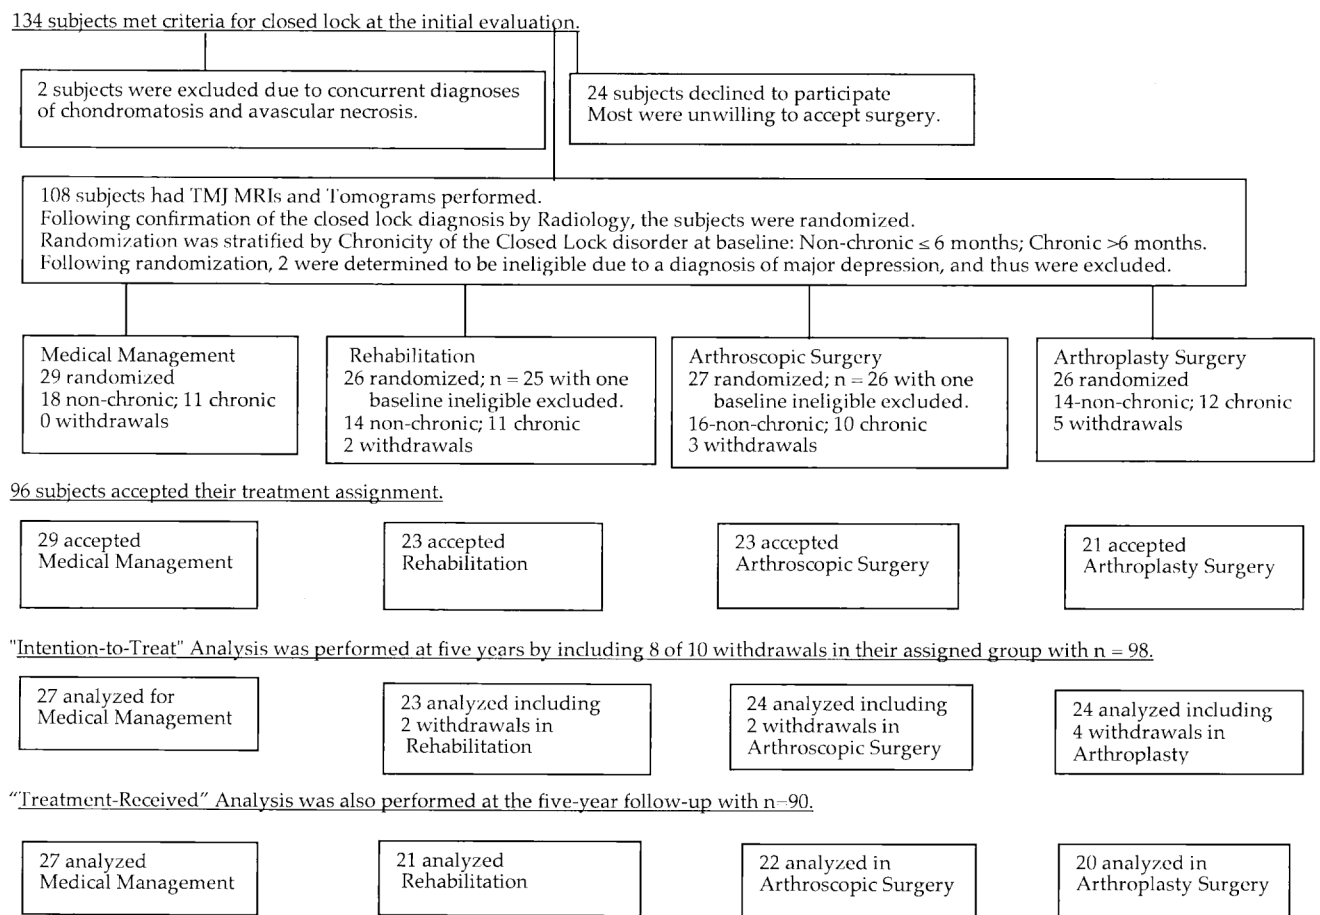 134 subjects met criteria for closed lock at the initial evaluation.
2 subjects were excluded due to concurrent diagnoses
of chondromatosis and avascular necrosis.
24 subjects declined to participate
Most were unwilling to accept surgery.
108 subjects had TMJ MRIs and Tomograms performed.
Following confirmation of the closed lock diagnosis by Radiology, the subjects were randomized.
Randomization was stratified by Chronicity of the Closed Lock disorder at baseline: Non-chronic ≤ 6 months; Chronic >6 months.
Following randomization, 2 were determined to be ineligible due to a diagnosis of major depression, and thus were excluded.
Medical Management
29 randomized
18 non-chronic; 11 chronic
0 withdrawals
Rehabilitation
26 randomized; n = 25 with one
baseline ineligible excluded.
14 non-chronic; 11 chronic
2 withdrawals
Arthroscopic Surgery
27 randomized; n = 26 with one
baseline ineligible excluded.
16-non-chronic; 10 chronic
3 withdrawals
Arthroplasty Surgery
26 randomized
14-non-chronic; 12 chronic
5 withdrawals
96 subjects accepted their treatment assignment.
29 accepted
Medical Management
23 accepted
Rehabilitation
23 accepted
Arthroscopic Surgery
21 accepted
Arthroplasty Surgery
"Intention-to-Treat" Analysis was performed at five years by including 8 of 10 withdrawals in their assigned group with n = 98.
27 analyzed for
Medical Management
23 analyzed including
2 withdrawals in
Rehabilitation
24 analyzed including
2 withdrawals in
Arthroscopic Surgery
24 analyzed including
4 withdrawals in
Arthroplasty
“Treatment-Received” Analysis was also performed at the five-year follow-up with n=90.
27 analyzed
Medical Management
21 analyzed
Rehabilitation
22 analyzed in
Arthroscopic Surgery
20 analyzed in
Arthroplasty Surgery